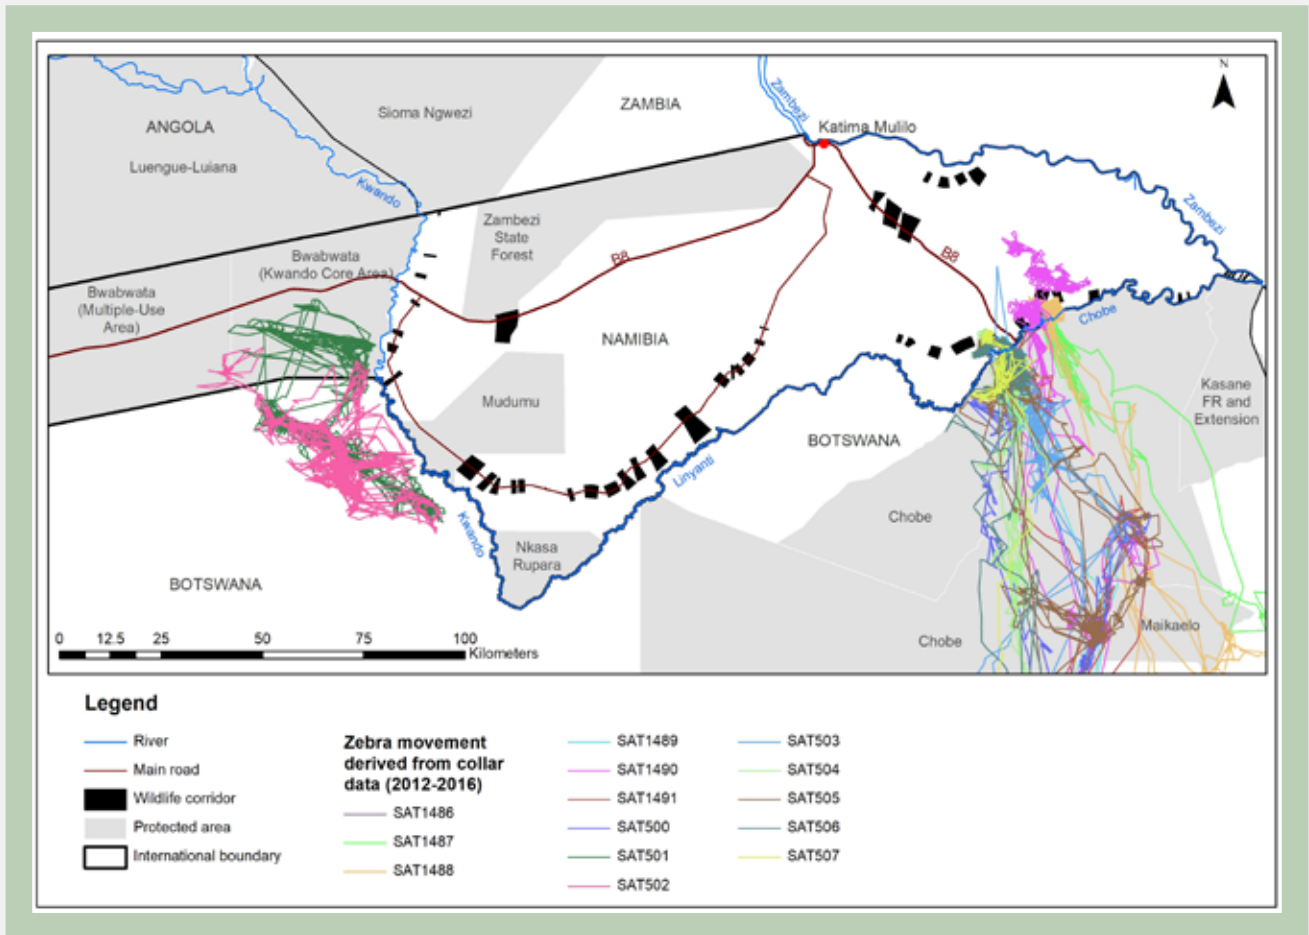 N
ZAMBIA
Sioma Ngwezi
Zambezi
Katima Mulilo
ANGOLA
Luengue-Luiana
Kwando
Zambezi
State
Forest
Zambezi
B8
B8
Bwabwata
(Kwando Core Area)
Bwabwata
(Multiple-Use
Area)
Chobe
NAMIBIA
Mudumu
Kasane
FR and
Extension
BOTSWANA
Linyanti
Chobe
Kwando
Nkasa
Rupara
BOTSWANA
Maikaelo
Chobe
0 12.5 25 50 75 100
Kilometers
Legend
River
Main road
Wildlife corridor
Protected area
International boundary
Zebra movement
derived from collar
data (2012-2016)
SAT1486
SAT1487
SAT1488
SAT1489
SAT1490
SAT1491
SAT500
SAT501
SAT502
SAT503
SAT504
SAT505
SAT506
SAT507